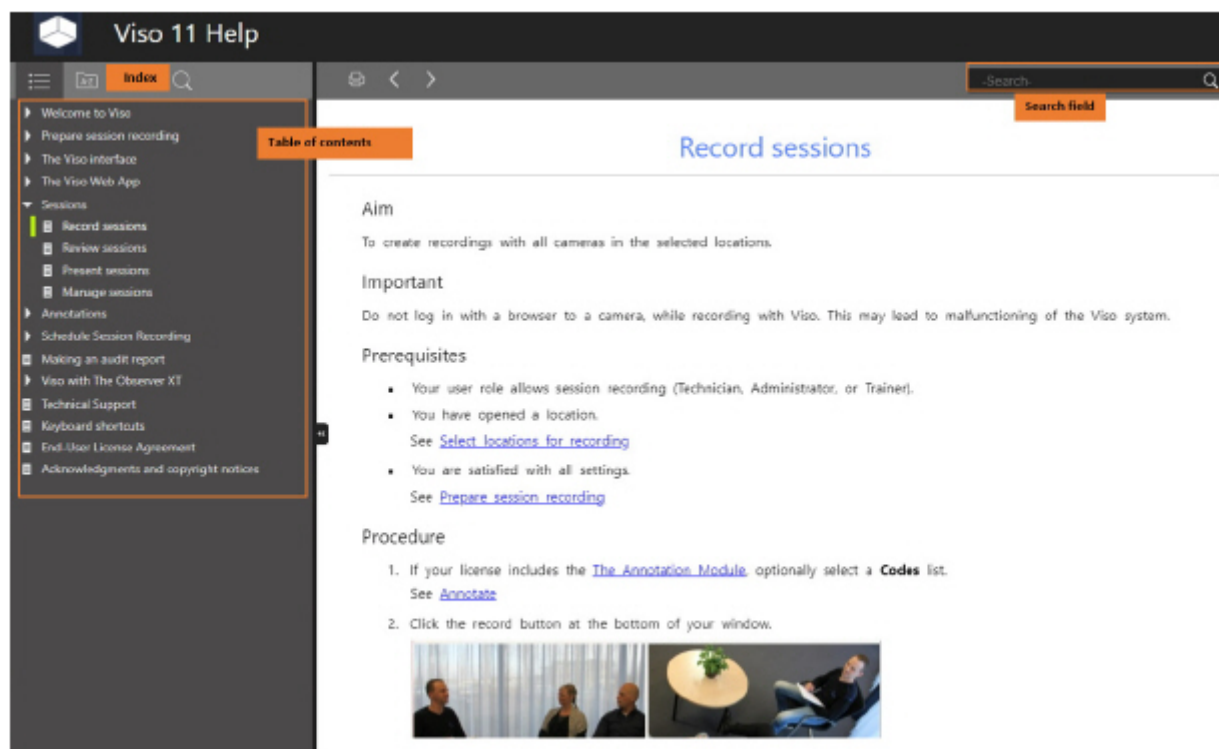 Viso 11 Help
Index
-Search-
Search field
Table of contents
Welcome to Viso
Prepare session recording
The Viso interface
The Viso Web App
Sessions
Record sessions
Review sessions
Present sessions
Manage sessions
Annotations
Schedule Session Recording
Making an audit report
Viso with The Observer XT
Technical Support
Keyboard shortcuts
End-User License Agreement
Acknowledgments and copyright notices
Record sessions
Aim
To create recordings with all cameras in the selected locations.
Important
Do not log in with a browser to a camera, while recording with Viso. This may lead to malfunctioning of the Viso system.
Prerequisites
Your user role allows session recording (Technician, Administrator, or Trainer).
You have opened a location.
See Select locations for recording
You are satisfied with all settings.
See Prepare session recording
Procedure
1. If your license includes the The Annotation Module, optionally select a Codes list.
See Annotate
2. Click the record button at the bottom of your window.